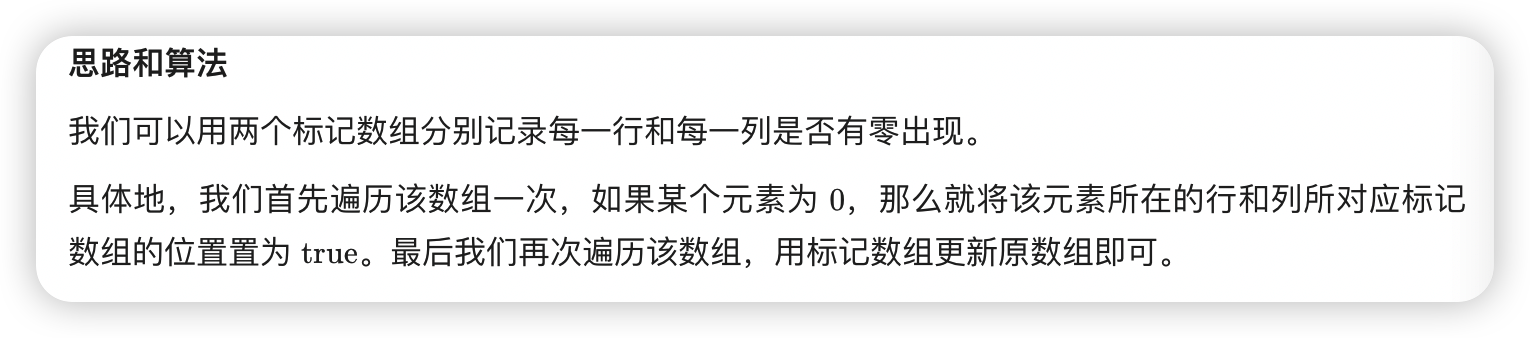 思路和算法
我们可以用两个标记数组分别记录每一行和每一列是否有零出现。
具体地，我们首先遍历该数组一次，如果某个元素为 0，那么就将该元素所在的行和列所对应标记
数组的位置置为 true。最后我们再次遍历该数组，用标记数组更新原数组即可。